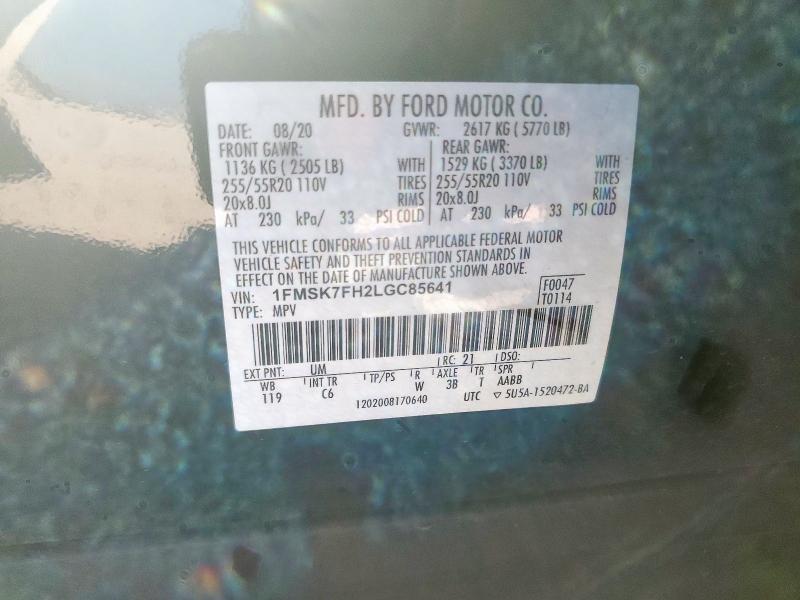 MFD. BY FORD MOTOR CO.
DATE: 08/20 GVWR: 2617 KG ( 5770 LB)
FRONT GAWR: REAR GAWR:
1136 KG ( 2505 LB) WITH 1529 KG ( 3370 LB) WITH
255/55R20 110V TIRES 255/55R20 110V TIRES
20x8.0J RIMS 20x8.0J RIMS
AT 230 kPa/ 33 PSI COLD AT 230 kPa/ 33 PSI COLD
THIS VEHICLE CONFORMS TO ALL APPLICABLE FEDERAL MOTOR
VEHICLE SAFETY AND THEFT PREVENTION STANDARDS IN
EFFECT ON THE DATE OF MANUFACTURE SHOWN ABOVE.
VIN: 1FMSK7FH2LGC85641 F0047
TYPE: MPV T0114
EXT PNT: UM RC: 21 DSO:
WB INT TR TP/PS R AXLE TR SPR
119 C6 W 3B T AABB
1202008170640 UTC ▽ 5U5A-1520472-BA